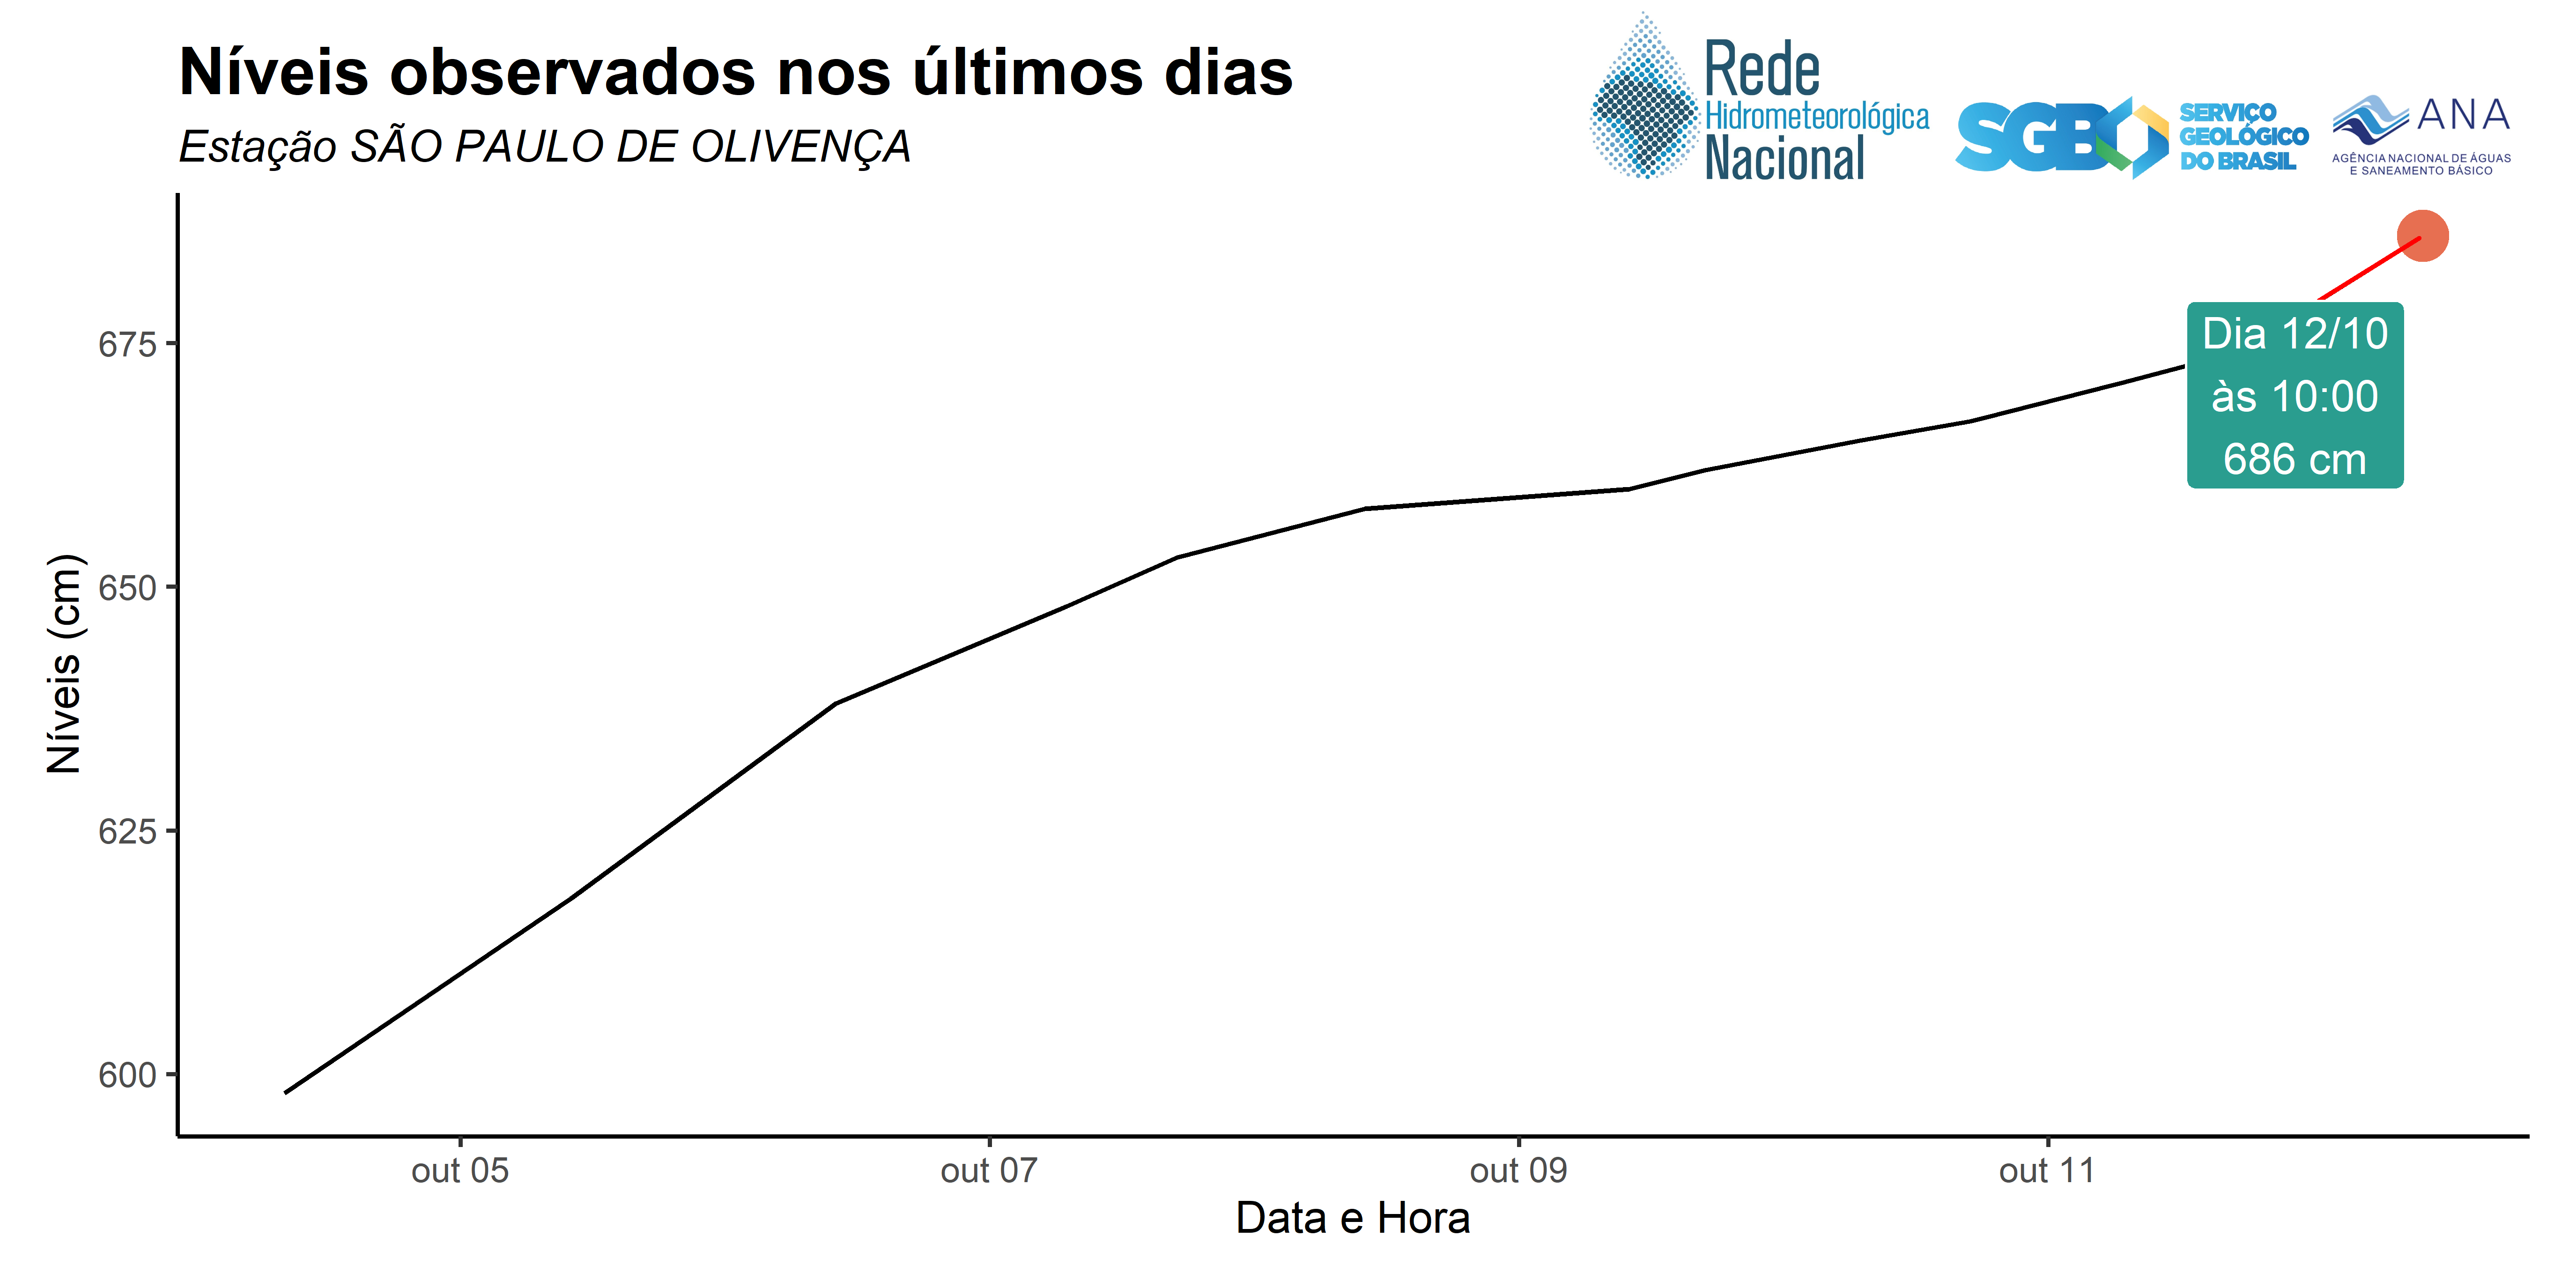 Níveis observados nos últimos dias
Estação SÃO PAULO DE OLIVENÇA
Rede
Hidrometeorológica
Nacional
SGB
SERVIÇO
GEOLÓGICO
DO BRASIL
ANA
AGÊNCIA NACIONAL DE ÁGUAS
E SANEAMENTO BÁSICO
Níveis (cm)
675
650
625
600
Dia 12/10
às 10:00
686 cm
out 05
out 07
out 09
out 11
Data e Hora